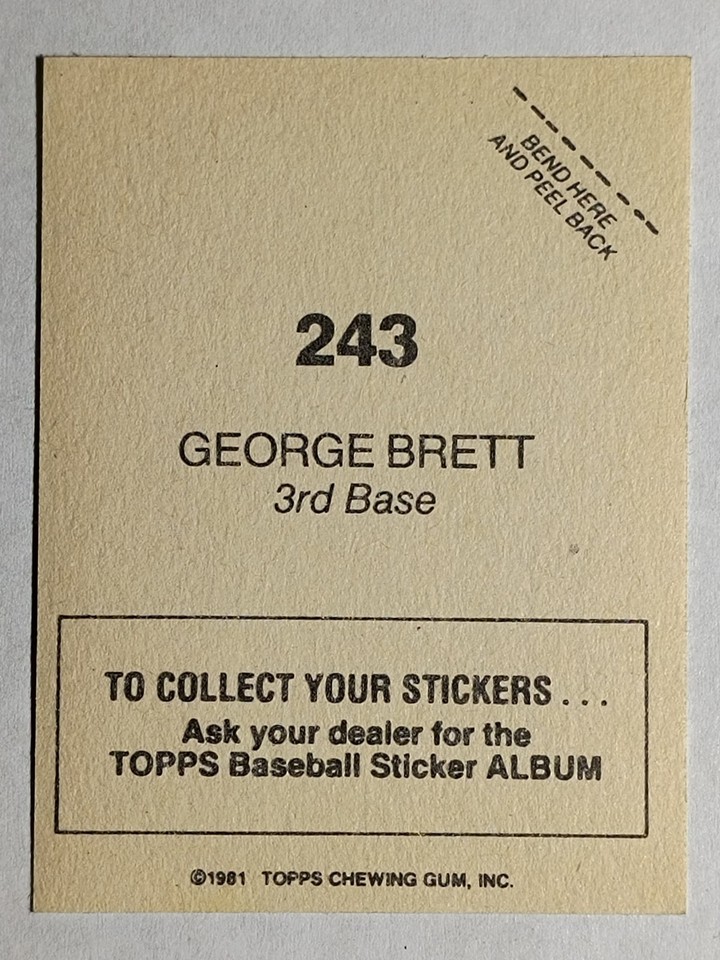 BEND HERE
AND PEEL BACK
243
GEORGE BRETT
3rd Base
TO COLLECT YOUR STICKERS . . .
Ask your dealer for the
TOPPS Baseball Sticker ALBUM
©1981 TOPPS CHEWING GUM, INC.